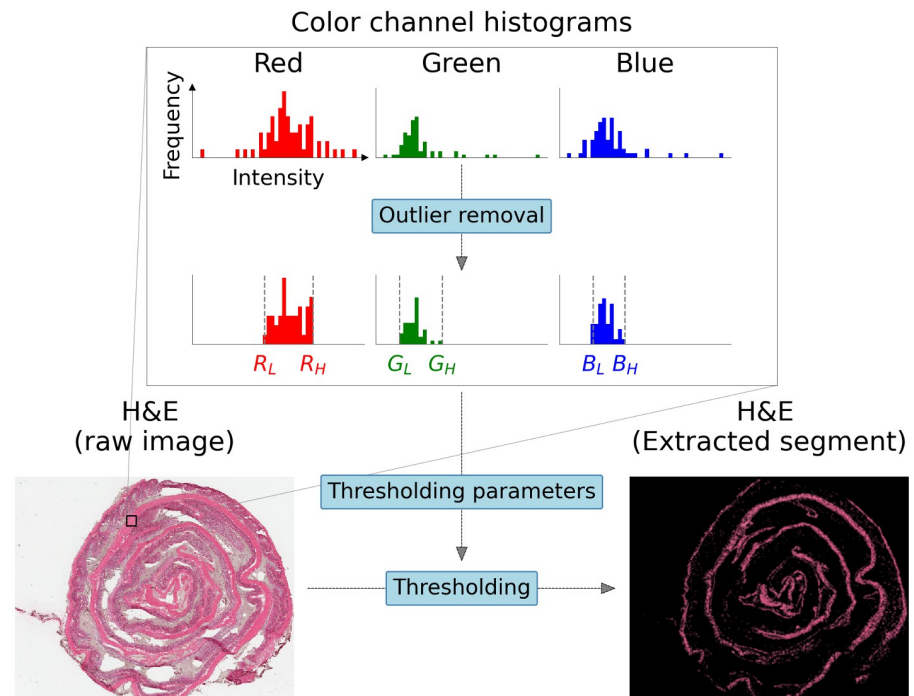 Color channel histograms
Red Green Blue
Frequency
Intensity
Outlier removal
R_L R_H G_L G_H B_L B_H
H&E
(raw image)
H&E
(Extracted segment)
Thresholding parameters
Thresholding